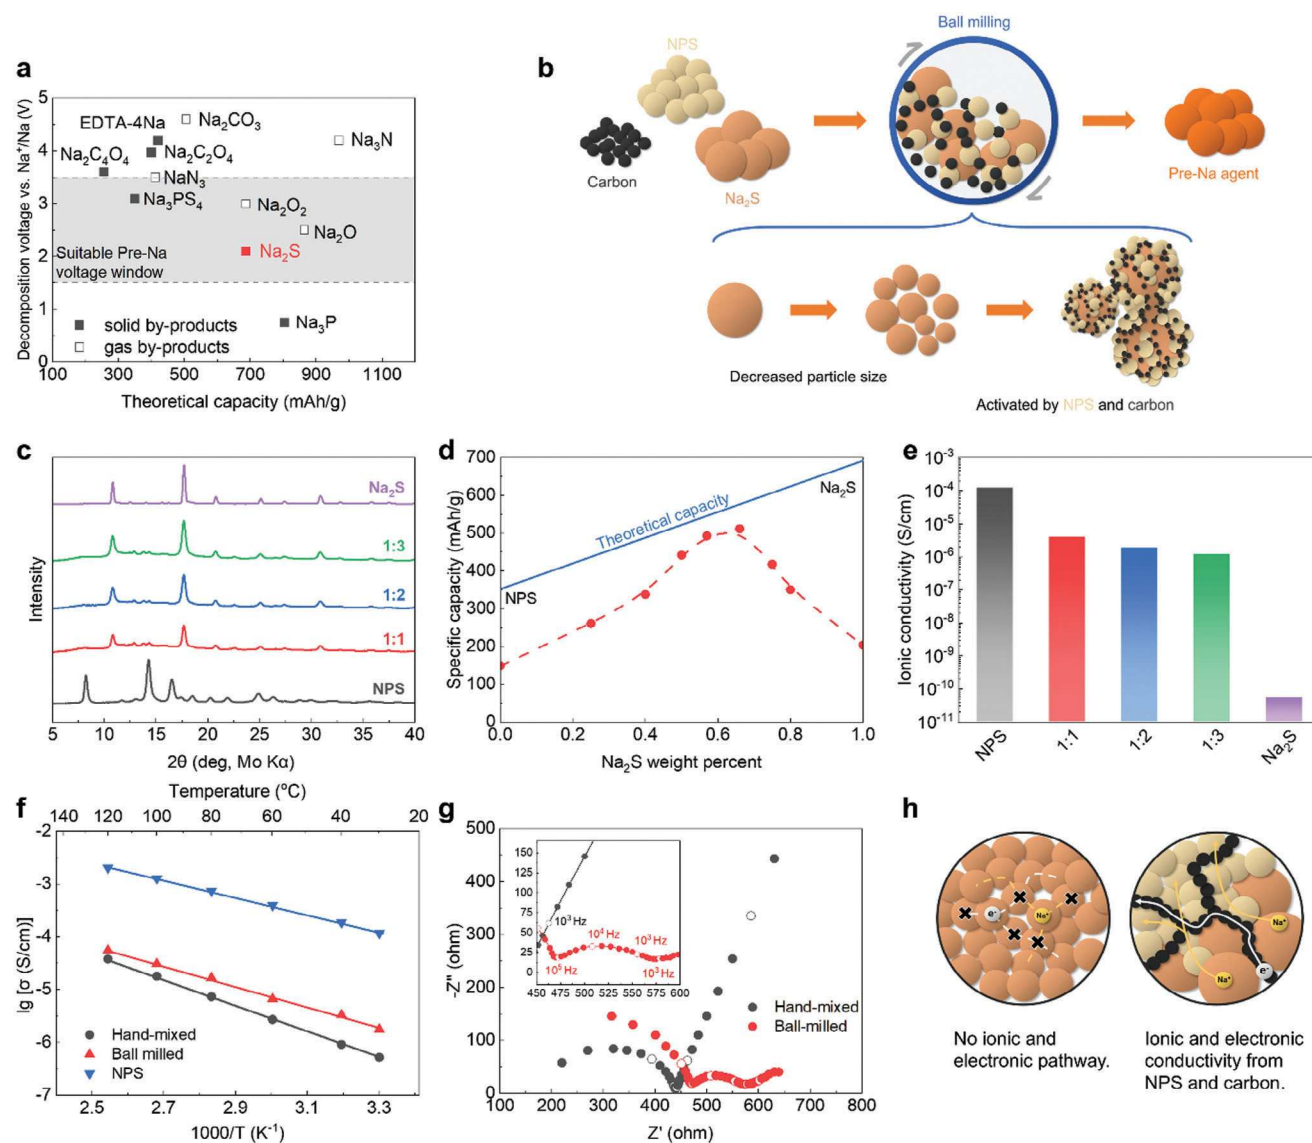 a
Decomposition voltage vs. Na⁺/Na (V)
5
4
3
2
1
0
100
300
500
700
900
1100
Theoretical capacity (mAh/g)
EDTA-4Na
Na₂CO₃
Na₃N
Na₂C₄O₄
Na₂C₂O₄
NaN₃
Na₃PS₄
Na₂O₂
Na₂O
Na₂S
Suitable Pre-Na
voltage window
Na₃P
solid by-products
gas by-products
b
NPS
Carbon
Na₂S
Ball milling
Pre-Na agent
Decreased particle size
Activated by NPS and carbon
c
Intensity
Na₂S
1:3
1:2
1:1
NPS
5
10
15
20
25
30
35
40
2θ (deg, Mo Kα)
d
Specific capacity (mAh/g)
700
600
500
400
300
200
100
0
Theoretical capacity
Na₂S
NPS
0.0
0.2
0.4
0.6
0.8
1.0
Na₂S weight percent
e
Ionic conductivity (S/cm)
10⁻³
10⁻⁴
10⁻⁵
10⁻⁶
10⁻⁷
10⁻⁸
10⁻⁹
10⁻¹⁰
10⁻¹¹
NPS
1:1
1:2
1:3
Na₂S
f
Temperature (ºC)
140
120
100
80
60
40
20
lg [σ (S/cm)]
-2
-3
-4
-5
-6
-7
Hand-mixed
Ball milled
NPS
2.5
2.7
2.9
3.1
3.3
1000/T (K⁻¹)
g
-Z'' (ohm)
500
400
300
200
100
0
150
125
100
75
50
25
0
10³ Hz
10⁴ Hz
10³ Hz
10⁵ Hz
10³ Hz
450
475
500
525
550
575
600
Hand-mixed
Ball-milled
100
200
300
400
500
600
700
800
Z' (ohm)
h
e⁻
Na⁺
Na⁺
Na⁺
e⁻
No ionic and
electronic pathway.
Ionic and electronic
conductivity from
NPS and carbon.